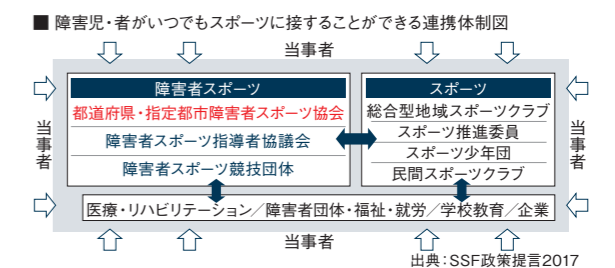 ■ 障害児・者がいつでもスポーツに接することができる連携体制図
当事者
障害者スポーツ
都道府県・指定都市障害者スポーツ協会
障害者スポーツ指導者協議会
障害者スポーツ競技団体
スポーツ
総合型地域スポーツクラブ
スポーツ推進委員
スポーツ少年団
民間スポーツクラブ
当事者
当事者
医療・リハビリテーション／障害者団体・福祉・就労／学校教育／企業
当事者
出典：SSF政策提言2017